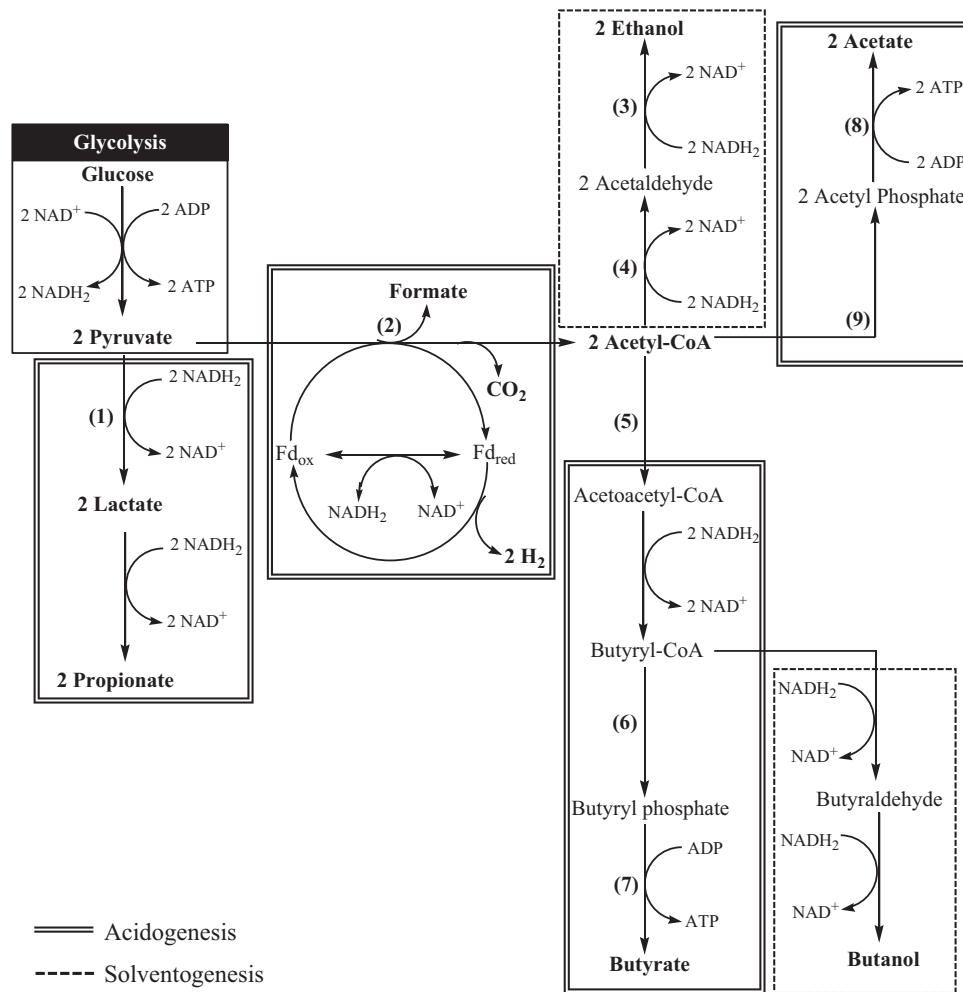 2 Ethanol
2 Acetate
2 NAD⁺
(3)
2 NADH₂
2 ATP
(8)
2 ADP
Glycolysis
Glucose
2 NAD⁺
2 ADP
2 NADH₂
2 ATP
2 Pyruvate
2 Acetaldehyde
2 Acetyl Phosphate
2 NAD⁺
(4)
2 NADH₂
Formate
(2)
2 Acetyl-CoA
(9)
CO₂
2 NADH₂
(1)
2 NAD⁺
2 Lactate
2 NADH₂
2 NAD⁺
2 Propionate
Fd_ox
Fd_red
NADH₂
NAD⁺
2 H₂
(5)
Acetoacetyl-CoA
2 NADH₂
2 NAD⁺
Butyryl-CoA
(6)
Butyryl phosphate
ADP
(7)
ATP
Butyrate
NADH₂
NAD⁺
Butyraldehyde
NADH₂
NAD⁺
Butanol
Acidogenesis
Solventogenesis